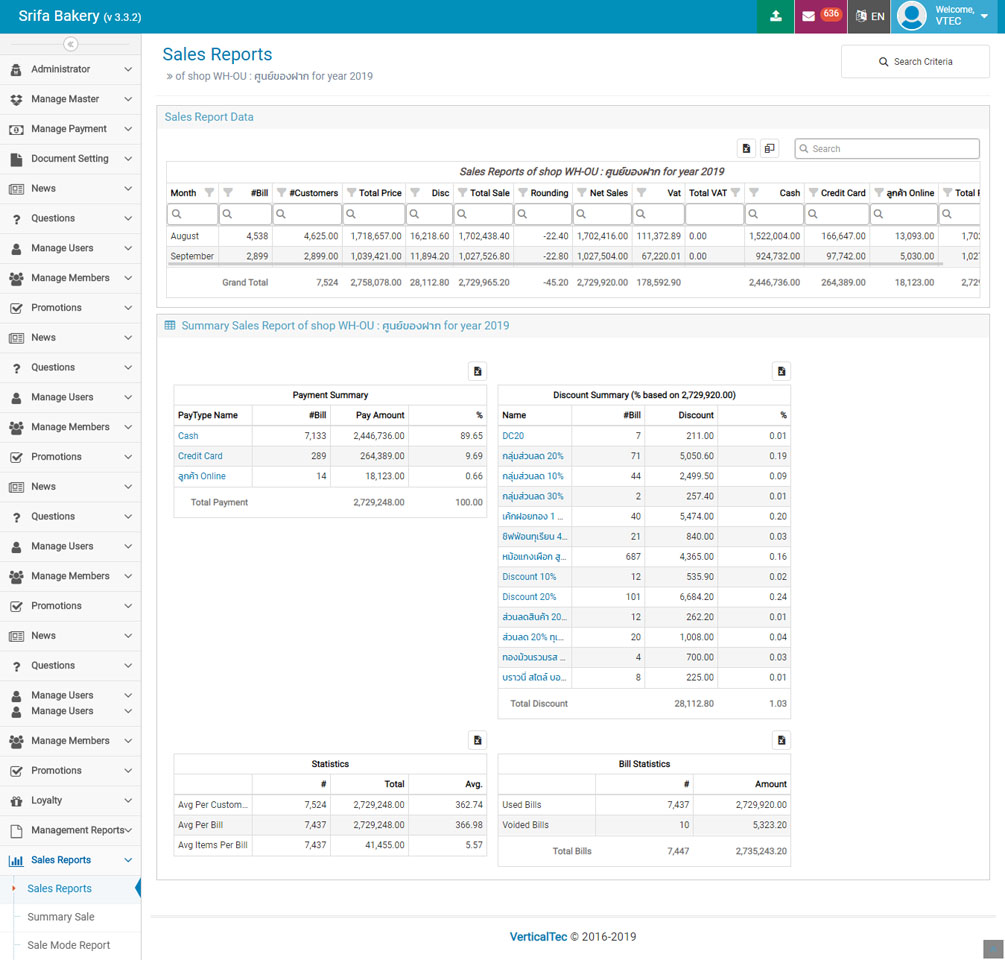 Srifa Bakery (v 3.3.2)
636
EN
Welcome,
VTEC
Administrator
Manage Master
Manage Payment
Document Setting
News
Questions
Manage Users
Manage Members
Promotions
News
Questions
Manage Users
Manage Members
Promotions
News
Questions
Manage Users
Manage Members
Promotions
News
Questions
Manage Users
Manage Users
Manage Members
Promotions
Loyalty
Management Reports
Sales Reports
Sales Reports
Summary Sale
Sale Mode Report
Sales Reports
» of shop WH-OU : ศูนย์ของฝาก for year 2019
Search Criteria
Sales Report Data
Search
Sales Reports of shop WH-OU : ศูนย์ของฝาก for year 2019
Month #Bill #Customers Total Price Disc Total Sale Rounding Net Sales Vat Total VAT Cash Credit Card ลูกค้า Online Total
August 4,538 4,625.00 1,718,657.00 16,218.60 1,702,438.40 -22.40 1,702,416.00 111,372.89 0.00 1,522,004.00 166,647.00 13,093.00 1,702
September 2,899 2,899.00 1,039,421.00 11,894.20 1,027,526.80 -22.80 1,027,504.00 67,220.01 0.00 924,732.00 97,742.00 5,030.00 1,027
Grand Total 7,524 2,758,078.00 28,112.80 2,729,965.20 -45.20 2,729,920.00 178,592.90 2,446,736.00 264,389.00 18,123.00 2,729
Summary Sales Report of shop WH-OU : ศูนย์ของฝาก for year 2019
Payment Summary
PayType Name #Bill Pay Amount %
Cash 7,133 2,446,736.00 89.65
Credit Card 289 264,389.00 9.69
ลูกค้า Online 14 18,123.00 0.66
Total Payment 2,729,248.00 100.00
Discount Summary (% based on 2,729,920.00)
Name #Bill Discount %
DC20 7 211.00 0.01
กลุ่มส่วนลด 20% 71 5,050.60 0.19
กลุ่มส่วนลด 10% 44 2,499.50 0.09
กลุ่มส่วนลด 30% 2 257.40 0.01
เค้กฝอยทอง 1 ... 40 5,474.00 0.20
ชิฟฟ่อนทุเรียน 4... 21 840.00 0.03
หม้อแกงเผือก สู... 687 4,365.00 0.16
Discount 10% 12 535.90 0.02
Discount 20% 101 6,684.20 0.24
ส่วนลดสินค้า 20... 12 262.20 0.01
ส่วนลด 20% ทุ... 20 1,008.00 0.04
ทองม้วนรวมรส ... 4 700.00 0.03
บราวนี่ สไตล์ บอ... 8 225.00 0.01
Total Discount 28,112.80 1.03
Statistics
# Total Avg.
Avg Per Custom... 7,524 2,729,248.00 362.74
Avg Per Bill 7,437 2,729,248.00 366.98
Avg Items Per Bill 7,437 41,455.00 5.57
Bill Statistics
# Amount
Used Bills 7,437 2,729,920.00
Voided Bills 10 5,323.20
Total Bills 7,447 2,735,243.20
VerticalTec © 2016-2019